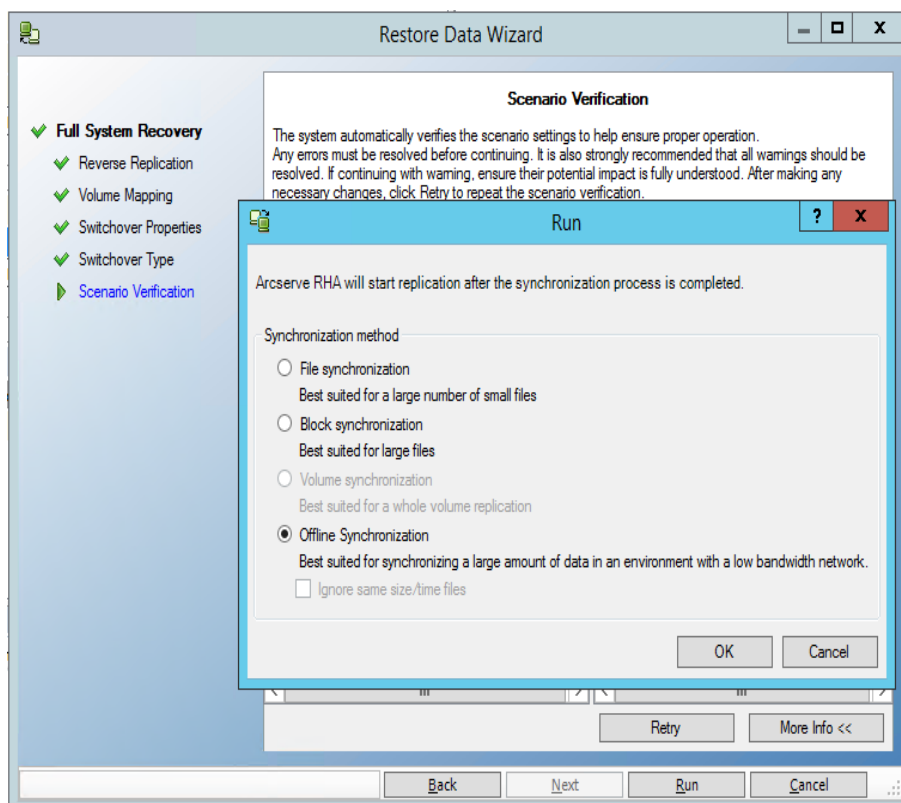 Restore Data Wizard
Full System Recovery
Reverse Replication
Volume Mapping
Switchover Properties
Switchover Type
Scenario Verification
Scenario Verification
The system automatically verifies the scenario settings to help ensure proper operation.
Any errors must be resolved before continuing. It is also strongly recommended that all warnings should be
resolved. If continuing with warning, ensure their potential impact is fully understood. After making any
necessary changes, click Retry to repeat the scenario verification.
Run
Arcserve RHA will start replication after the synchronization process is completed.
Synchronization method
File synchronization
Best suited for a large number of small files
Block synchronization
Best suited for large files
Volume synchronization
Best suited for a whole volume replication
Offline Synchronization
Best suited for synchronizing a large amount of data in an environment with a low bandwidth network.
Ignore same size/time files
OK Cancel
Retry More Info <<
Back Next Run Cancel